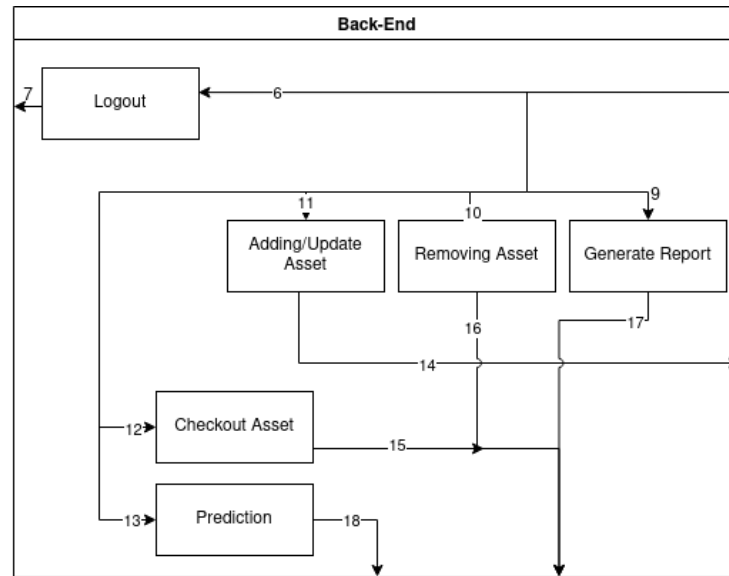 Back-End
7
Logout
6
11
10
9
Adding/Update
Asset
Removing Asset
Generate Report
16
17
14
12
Checkout Asset
15
13
Prediction
18